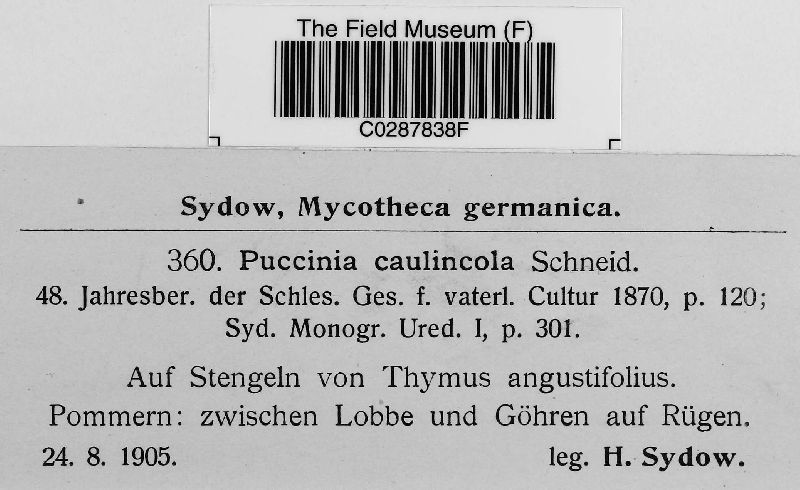 The Field Museum (F)
C0287838F
Sydow, Mycotheca germanica.
360. Puccinia caulincola Schneid.
48. Jahresber. der Schles. Ges. f. vaterl. Cultur 1870, p. 120;
Syd. Monogr. Ured. I, p. 301.
Auf Stengeln von Thymus angustifolius.
Pommern: zwischen Lobbe und Göhren auf Rügen.
24. 8. 1905. leg. H. Sydow.